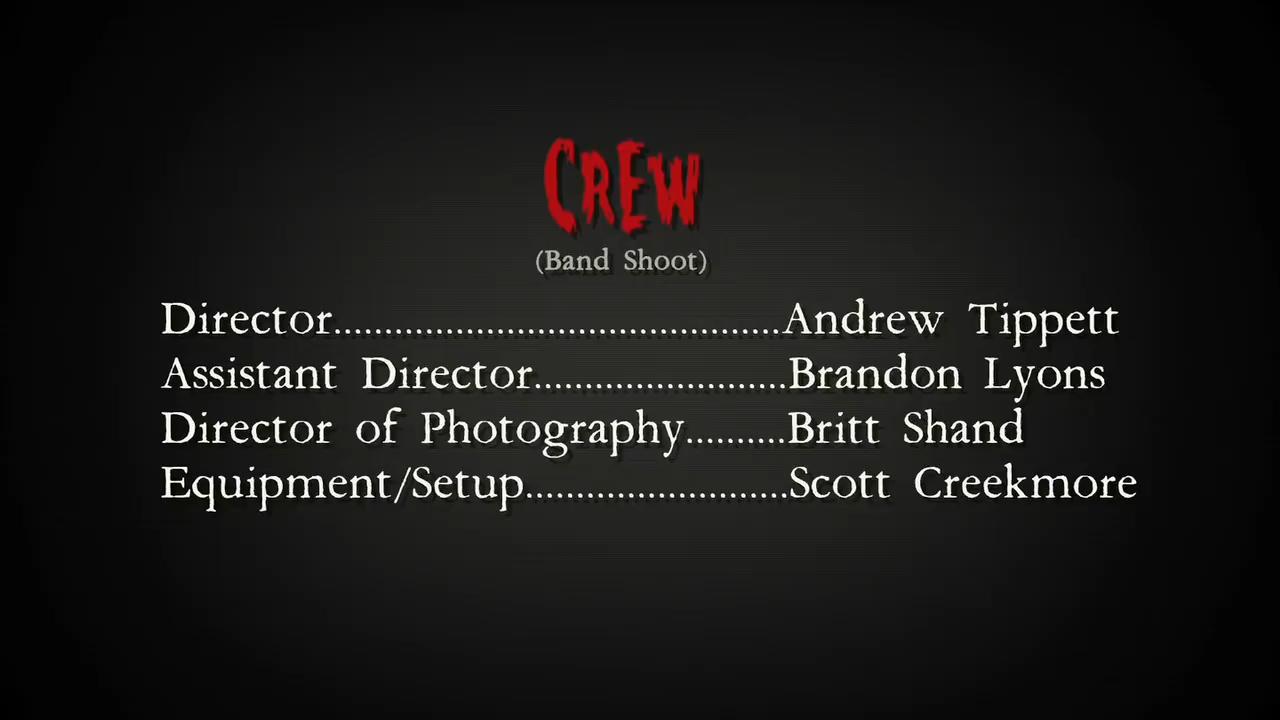 CREW
(Band Shoot)
Director............................................Andrew Tippett
Assistant Director.........................Brandon Lyons
Director of Photography..........Britt Shand
Equipment/Setup..........................Scott Creekmore